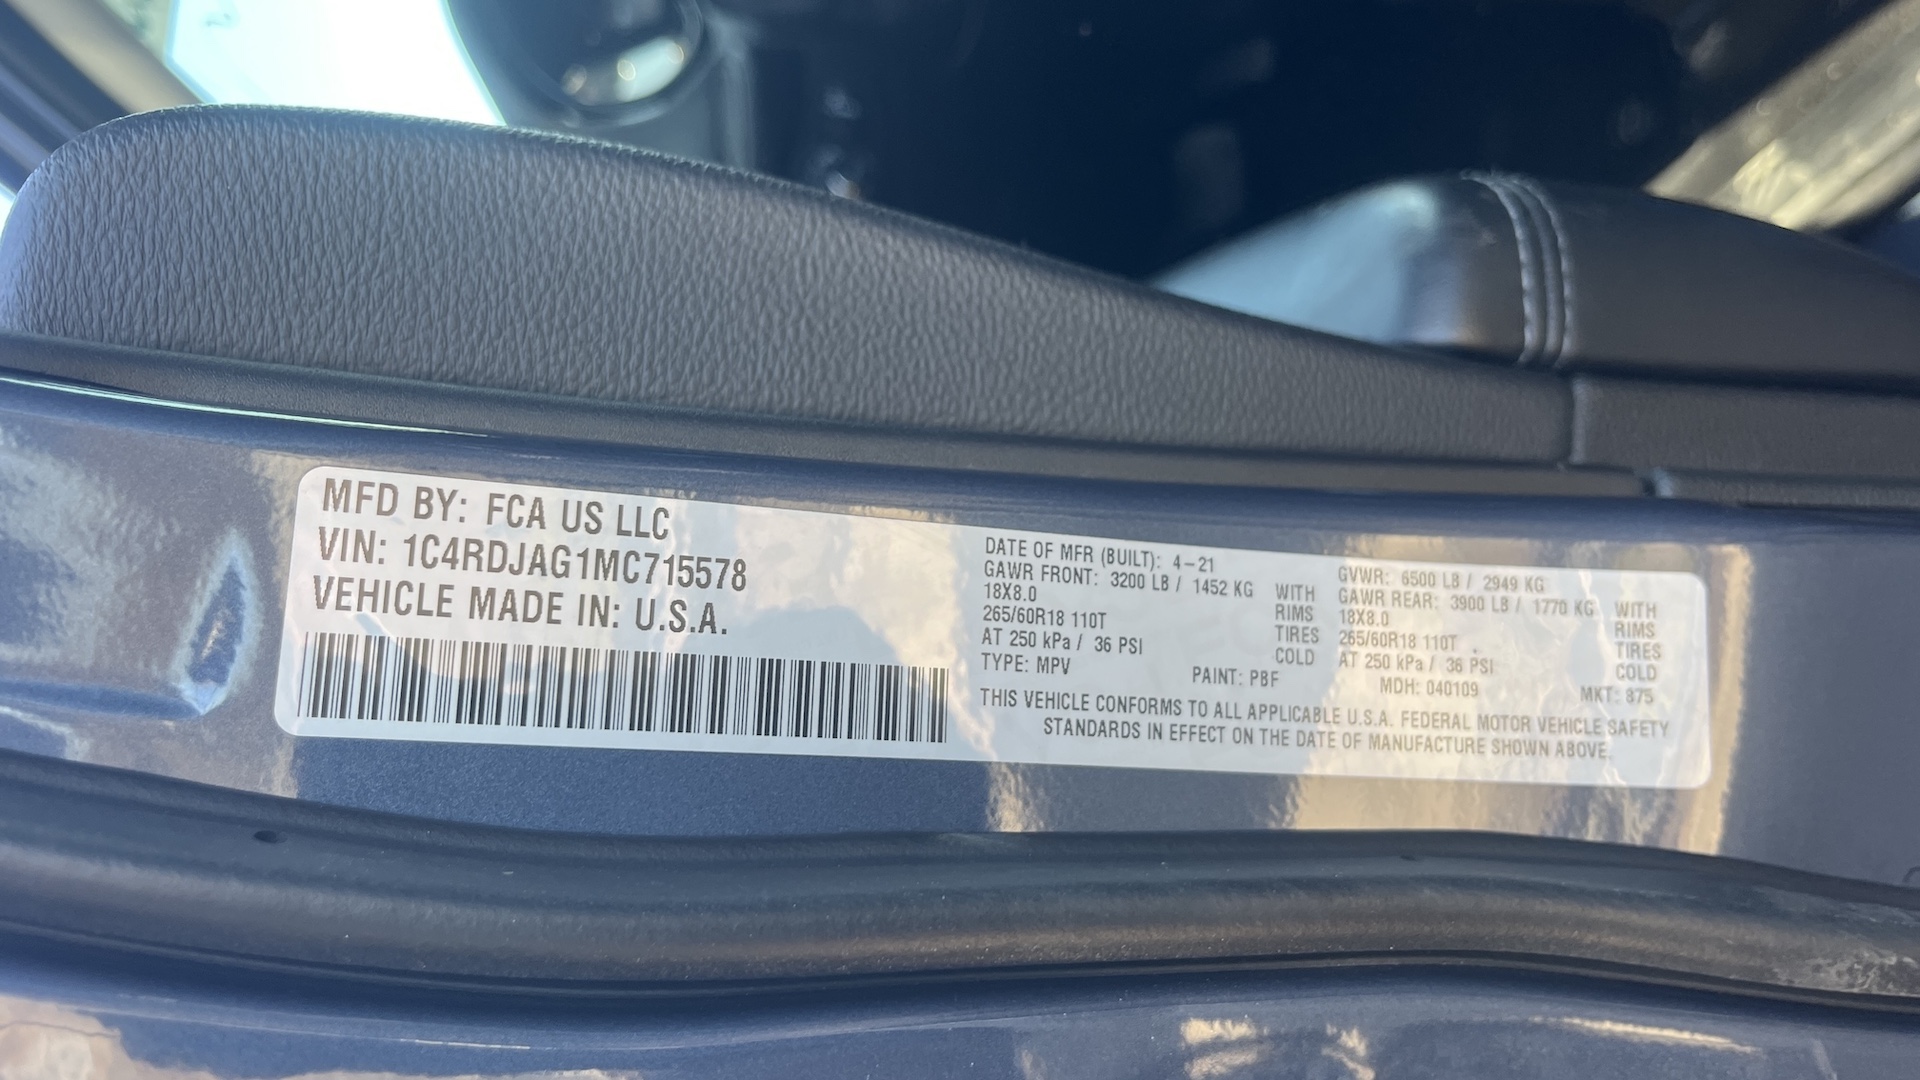 MFD BY: FCA US LLC
VIN: 1C4RDJAG1MC715578
VEHICLE MADE IN: U.S.A.
DATE OF MFR (BUILT): 4-21
GAWR FRONT: 3200 LB / 1452 KG WITH
18X8.0 RIMS
265/60R18 110T TIRES
AT 250 kPa / 36 PSI COLD
TYPE: MPV PAINT: PBF
GVWR: 6500 LB / 2949 KG
GAWR REAR: 3900 LB / 1770 KG WITH
18X8.0 RIMS
265/60R18 110T TIRES
AT 250 kPa / 36 PSI COLD
MDH: 040109 MKT: 875
THIS VEHICLE CONFORMS TO ALL APPLICABLE U.S.A. FEDERAL MOTOR VEHICLE SAFETY
STANDARDS IN EFFECT ON THE DATE OF MANUFACTURE SHOWN ABOVE.